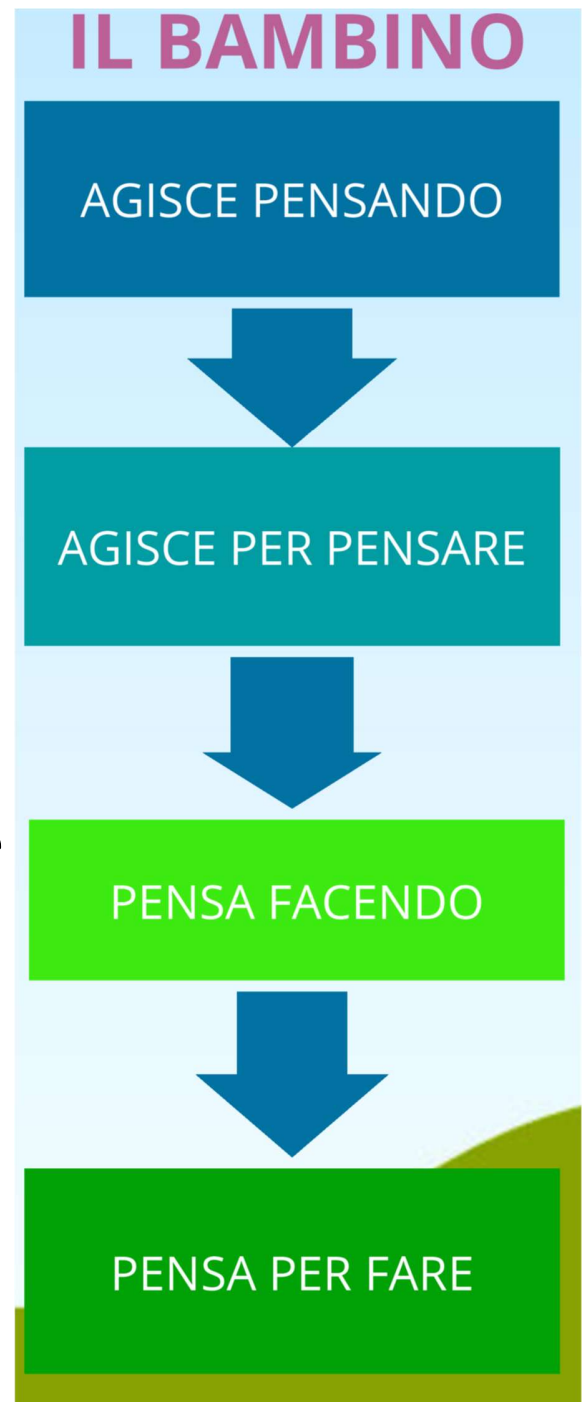 IL BAMBINO
AGISCE PENSANDO
AGISCE PER PENSARE
PENSA FACENDO
PENSA PER FARE